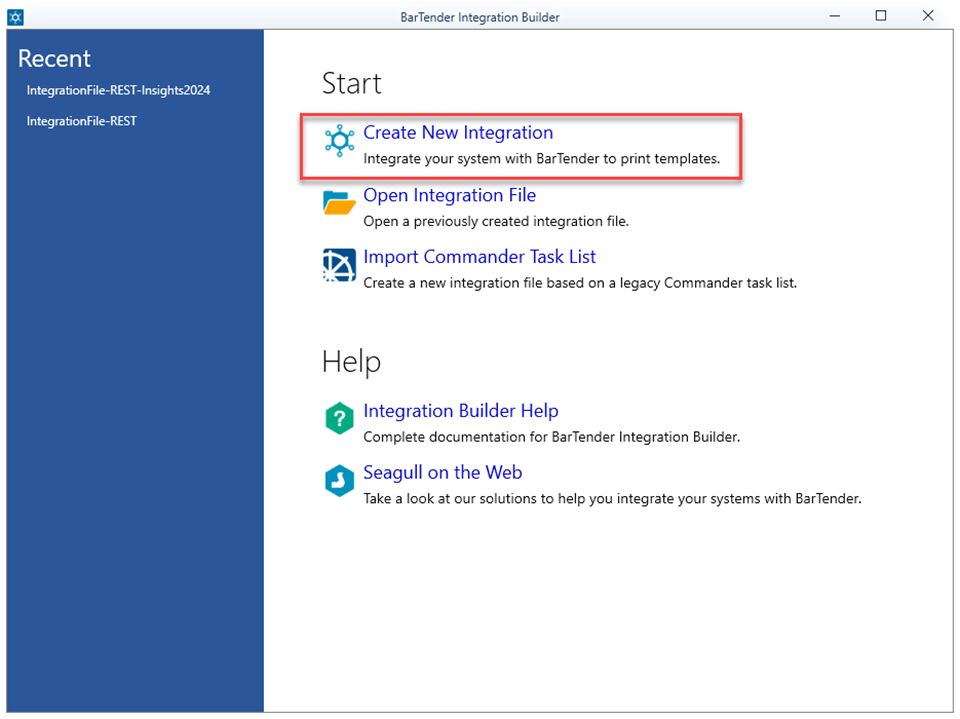 BarTender Integration Builder
Recent
IntegrationFile-REST-Insights2024
IntegrationFile-REST
Start
Create New Integration
Integrate your system with BarTender to print templates.
Open Integration File
Open a previously created integration file.
Import Commander Task List
Create a new integration file based on a legacy Commander task list.
Help
?
Integration Builder Help
Complete documentation for BarTender Integration Builder.
Seagull on the Web
Take a look at our solutions to help you integrate your systems with BarTender.